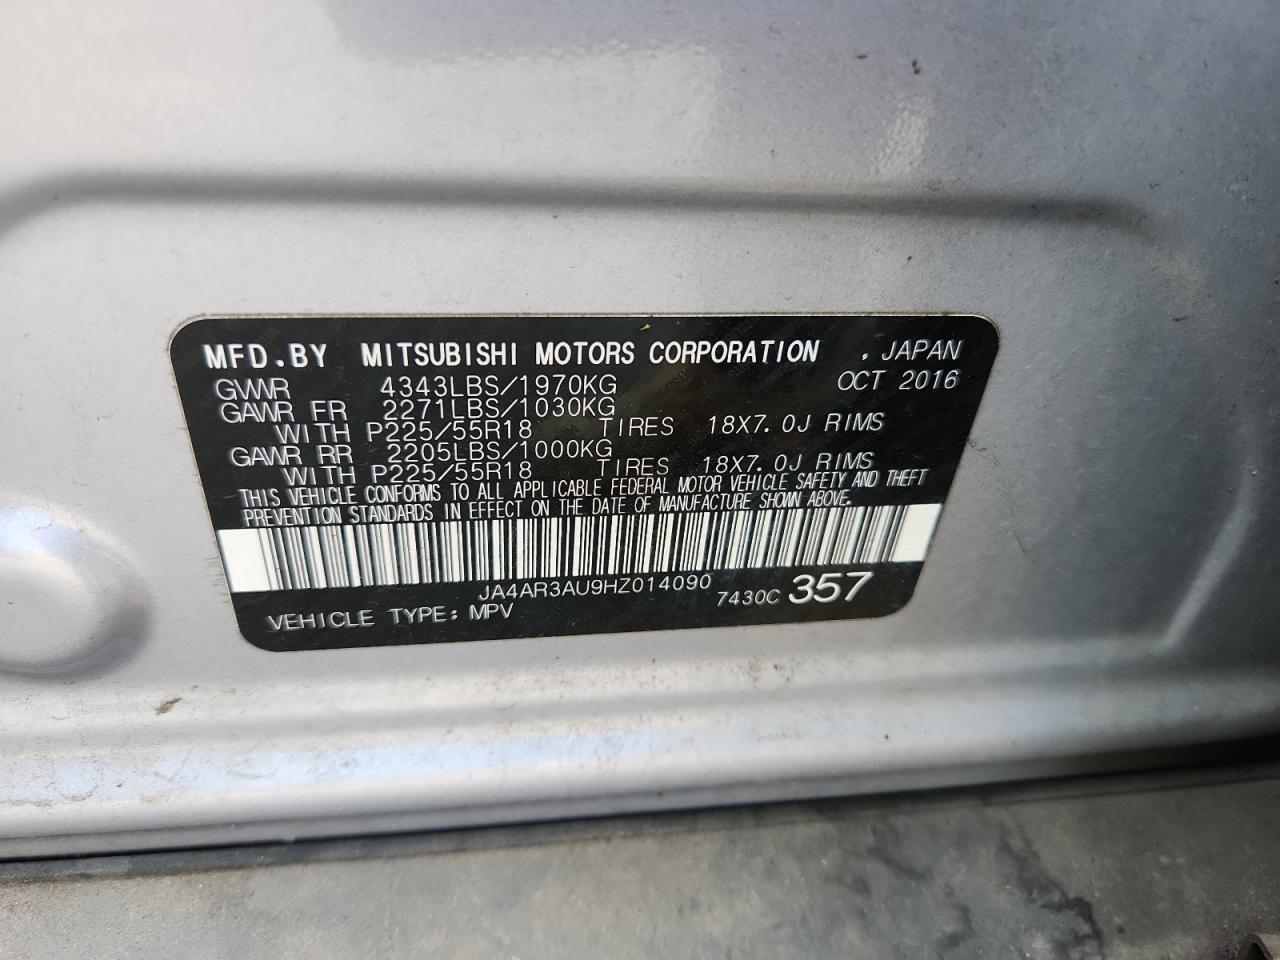 MFD.BY MITSUBISHI MOTORS CORPORATION . JAPAN
GVWR 4343LBS/1970KG OCT 2016
GAWR FR 2271LBS/1030KG
WITH P225/55R18 TIRES 18X7.0J RIMS
GAWR RR 2205LBS/1000KG
WITH P225/55R18 TIRES 18X7.0J RIMS
THIS VEHICLE CONFORMS TO ALL APPLICABLE FEDERAL MOTOR VEHICLE SAFETY AND THEFT
PREVENTION STANDARDS IN EFFECT ON THE DATE OF MANUFACTURE SHOWN ABOVE.
JA4AR3AU9HZ014090
VEHICLE TYPE: MPV 7430C 357